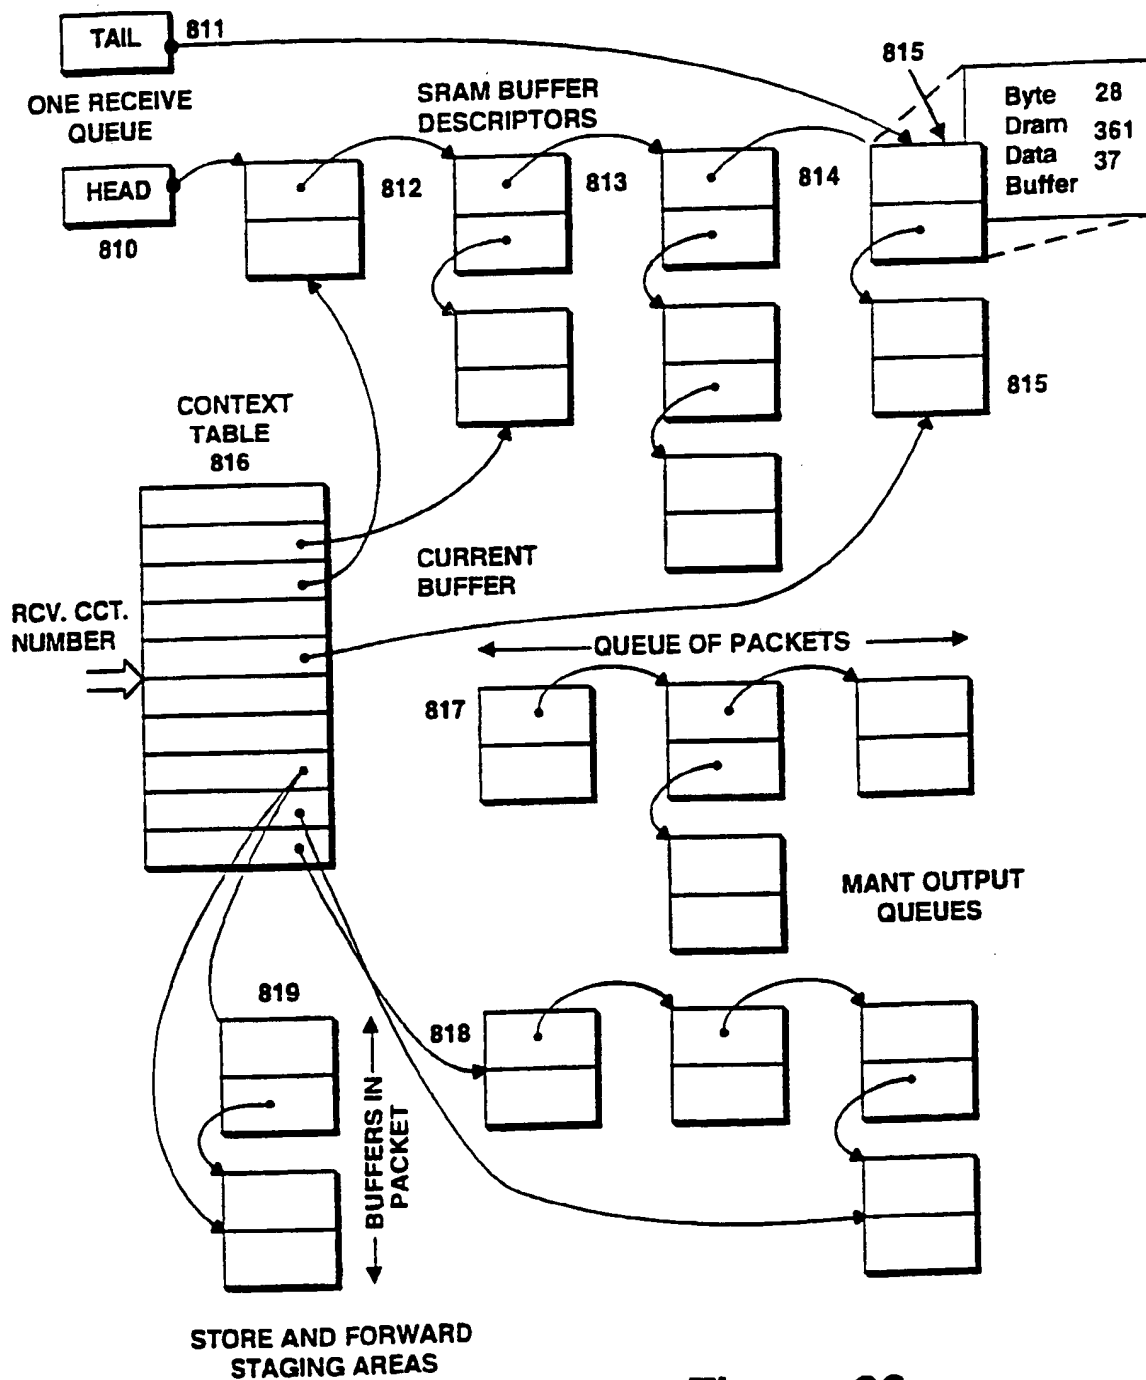 TAIL
811
ONE RECEIVE
QUEUE
HEAD
810
SRAM BUFFER
DESCRIPTORS
812
813
814
815
Byte 28
Dram 361
Data 37
Buffer
815
CONTEXT
TABLE
816
CURRENT
BUFFER
RCV. CCT.
NUMBER
QUEUE OF PACKETS
817
MANT OUTPUT
QUEUES
819
818
BUFFERS IN
PACKET
STORE AND FORWARD
STAGING AREAS